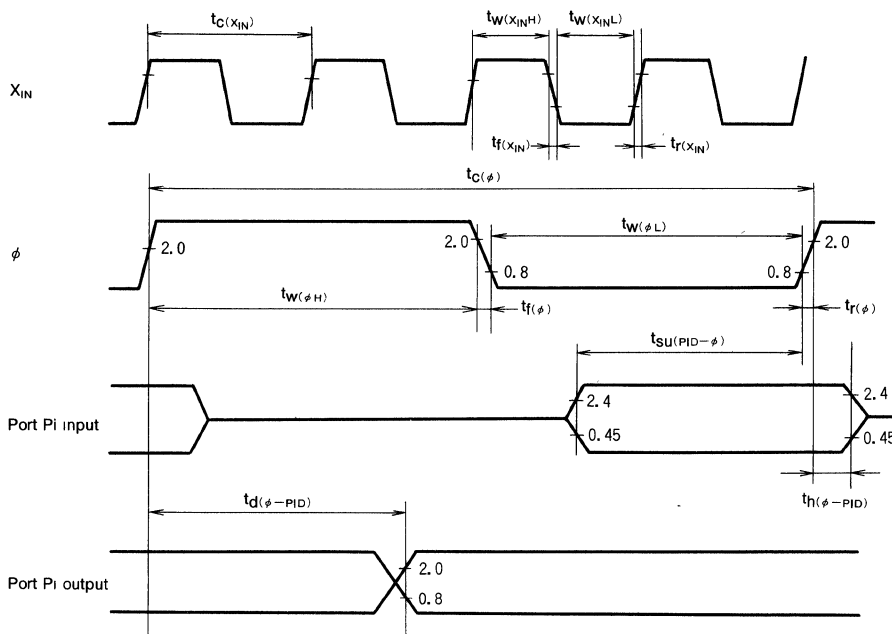 tC(XIN) tW(XINH) tW(XINL)
XIN
tf(XIN) tr(XIN)
tC(φ)
tW(φL)
φ 2.0 2.0 2.0
0.8 0.8
tW(φH) tf(φ) tr(φ)
tsu(PID−φ)
2.4 2.4
Port Pi input
0.45 0.45
td(φ−PID) th(φ−PID)
2.0
Port Pi output
0.8